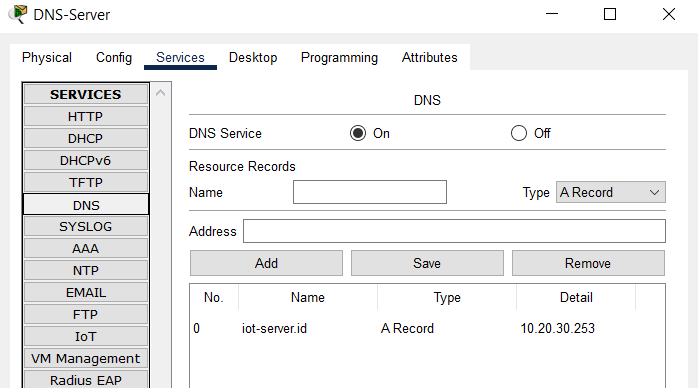 DNS-Server
Physical Config Services Desktop Programming Attributes
SERVICES
HTTP
DHCP
DHCPv6
TFTP
DNS
SYSLOG
AAA
NTP
EMAIL
FTP
IoT
VM Management
Radius EAP
DNS
DNS Service On Off
Resource Records
Name Type A Record
Address
Add Save Remove
No. Name Type Detail
0 iot-server.id A Record 10.20.30.253